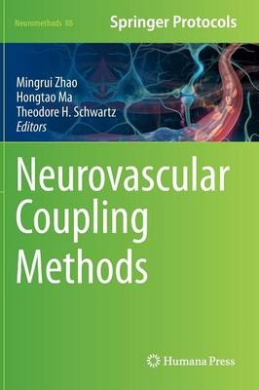 Neuromethods 88
Springer Protocols
Mingrui Zhao
Hongtao Ma
Theodore H. Schwartz
Editors
Neurovascular
Coupling
Methods
Humana Press